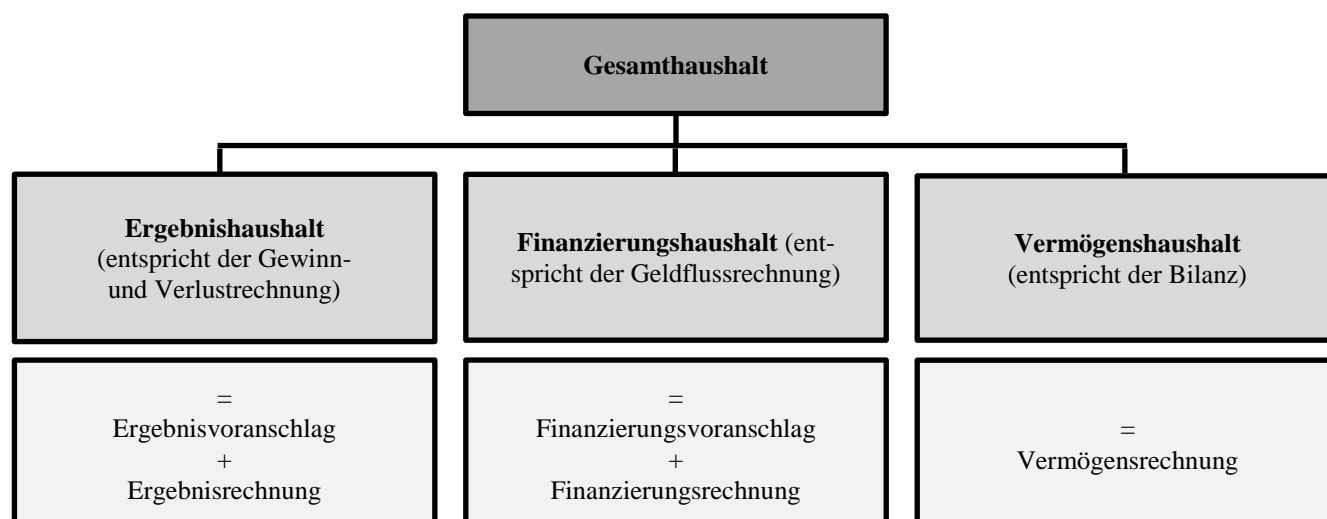 Gesamthaushalt
Ergebnishaushalt
(entspricht der Gewinn-
und Verlustrechnung)
Finanzierungshaushalt (ent-
spricht der Geldflussrechnung)
Vermögenshaushalt
(entspricht der Bilanz)
=
Ergebnisvoranschlag
+
Ergebnisrechnung
=
Finanzierungsvoranschlag
+
Finanzierungsrechnung
=
Vermögensrechnung